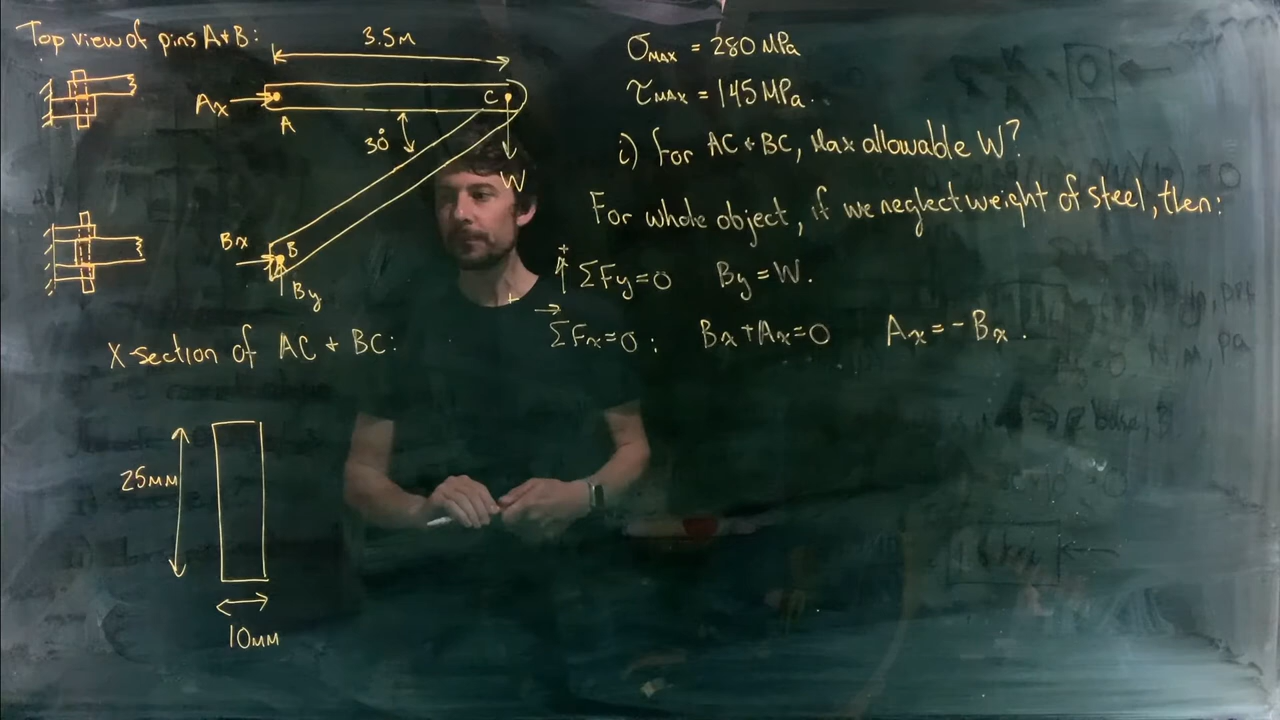 Top view of pins A+B:
3.5m
Ax
A
C
30°
W
Bx
B
By
X-section of AC + BC:
25mm
10mm
σMAX = 280 MPa
τMAX = 145 MPa.
i) For AC + BC, Max allowable W?
For whole object, if we neglect weight of steel, then:
+↑ ΣFy=0 By = W.
+→ ΣFx=0: Bx+Ax=0 Ax = -Bx.